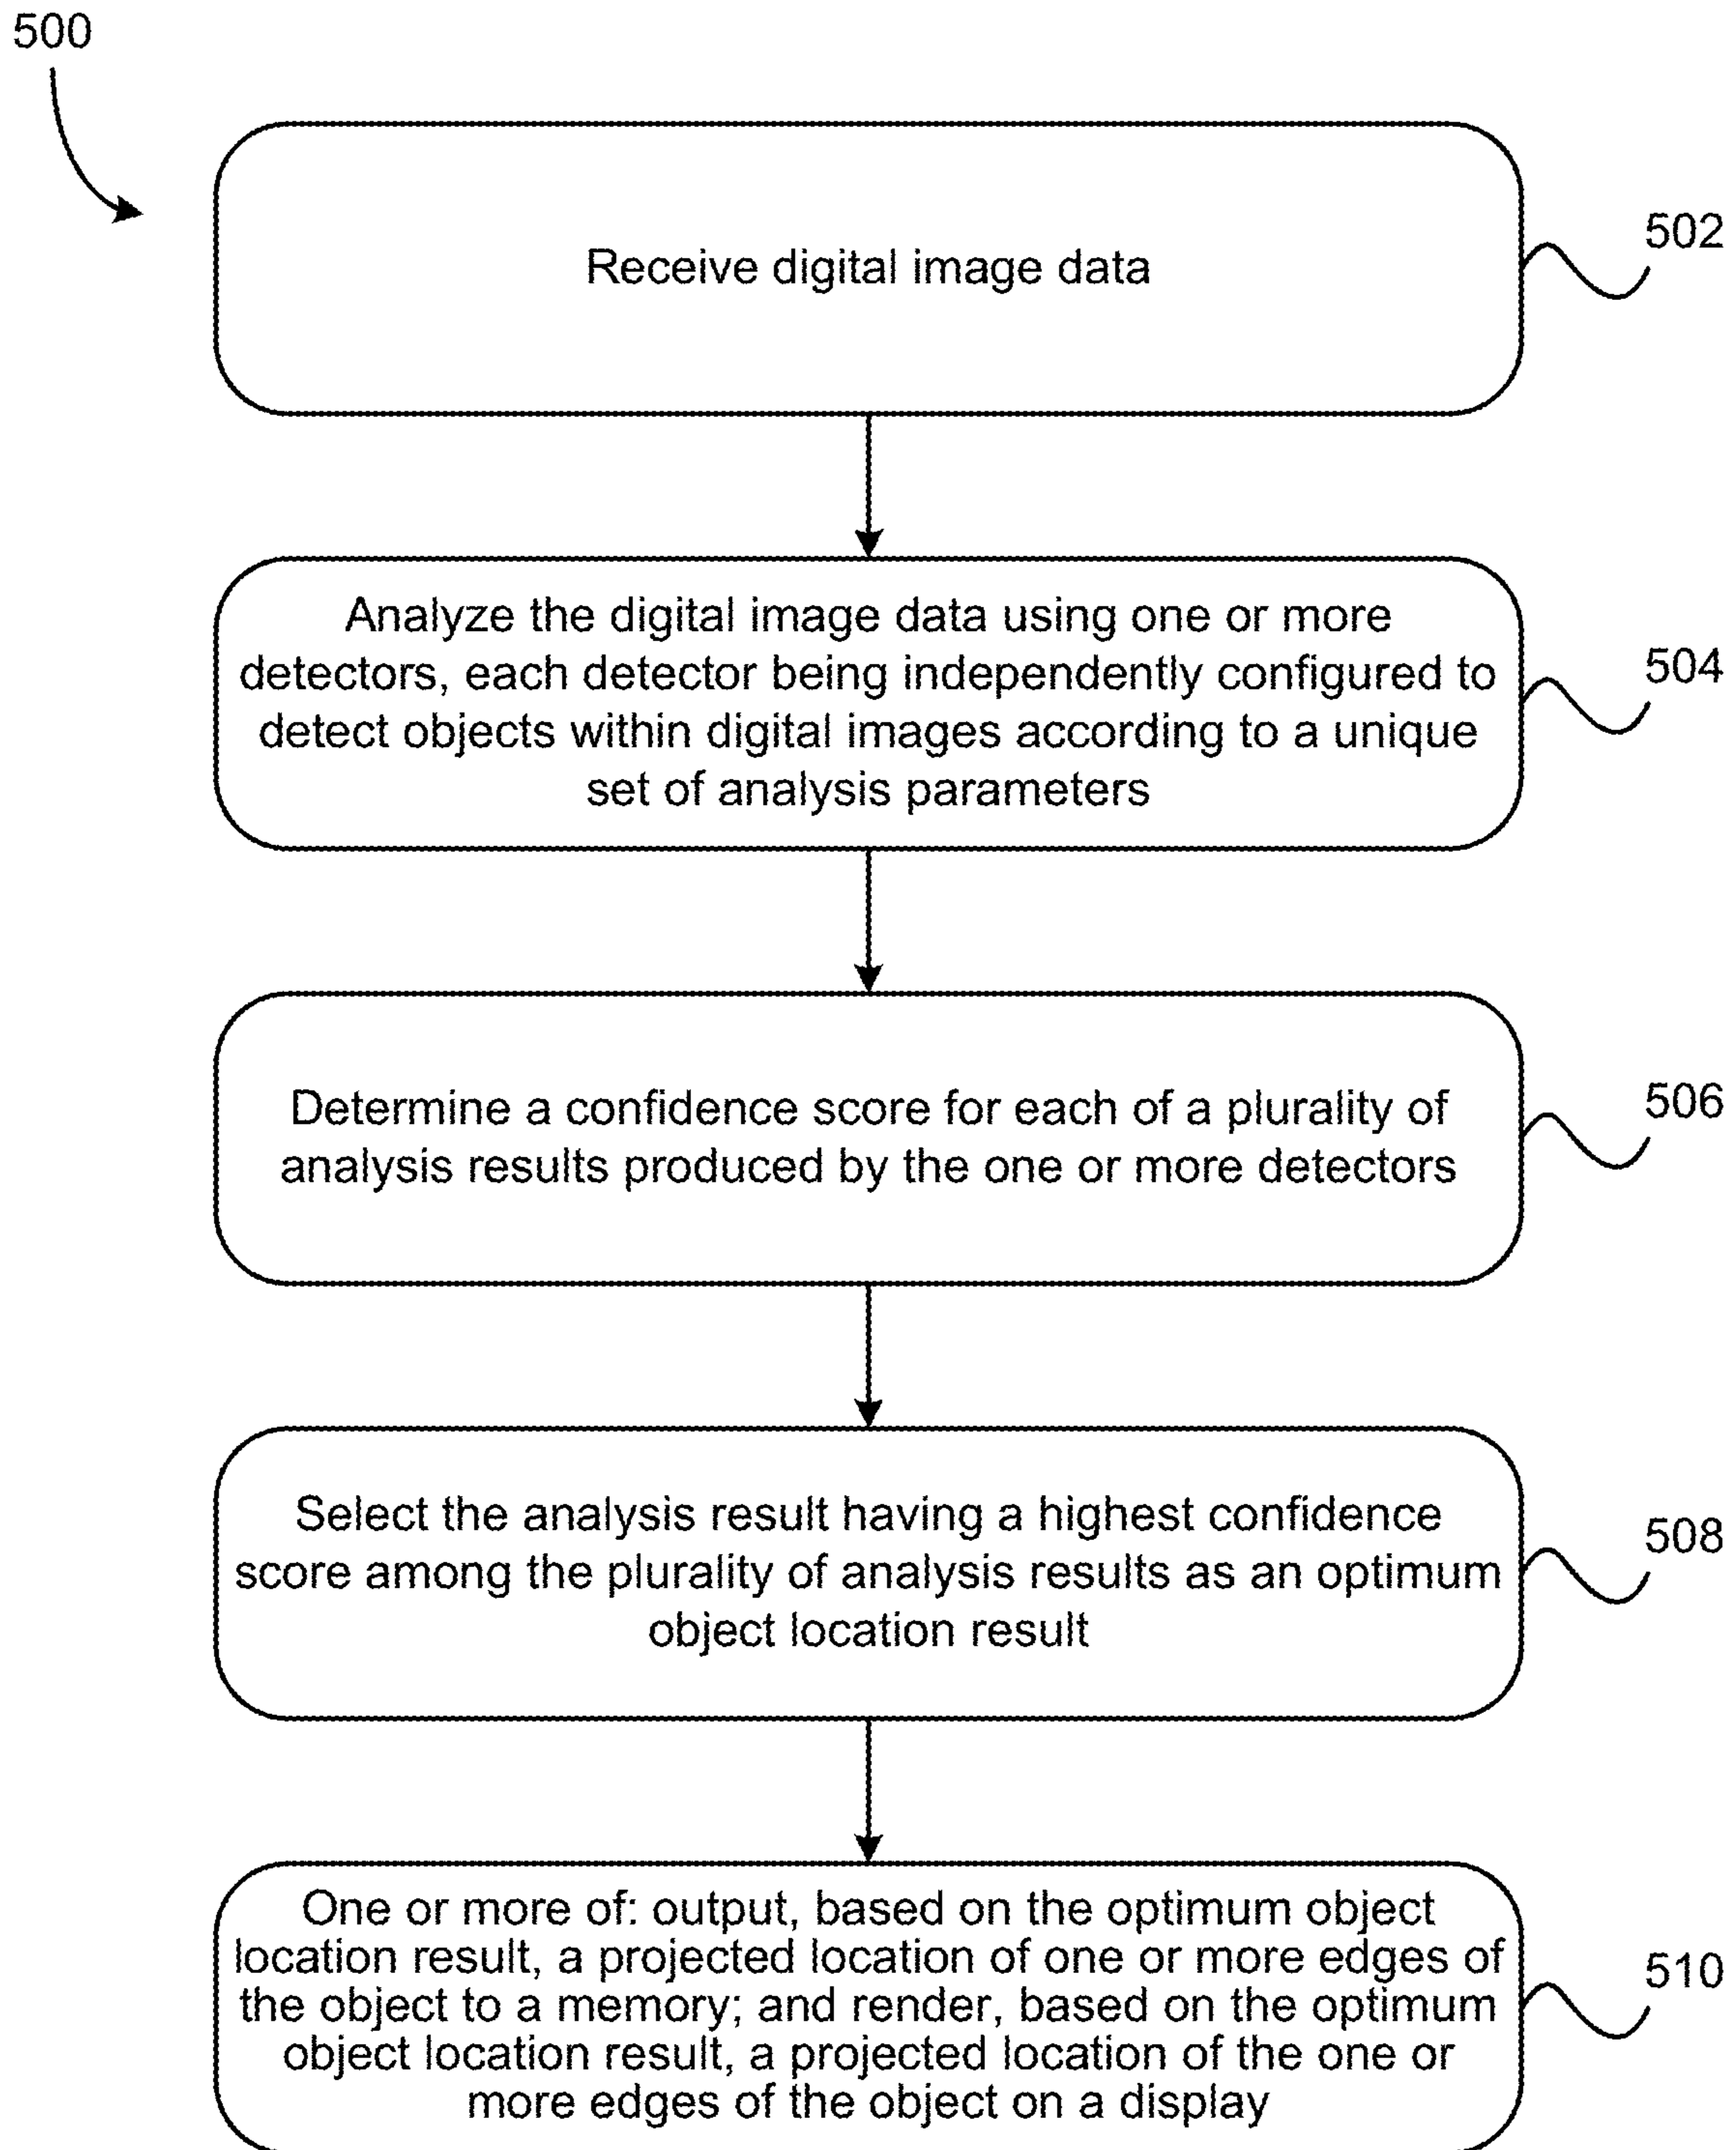 500
Receive digital image data
502
Analyze the digital image data using one or more
detectors, each detector being independently configured to
detect objects within digital images according to a unique
set of analysis parameters
504
Determine a confidence score for each of a plurality of
analysis results produced by the one or more detectors
506
Select the analysis result having a highest confidence
score among the plurality of analysis results as an optimum
object location result
508
One or more of: output, based on the optimum object
location result, a projected location of one or more edges of
the object to a memory; and render, based on the optimum
object location result, a projected location of the one or
more edges of the object on a display
510